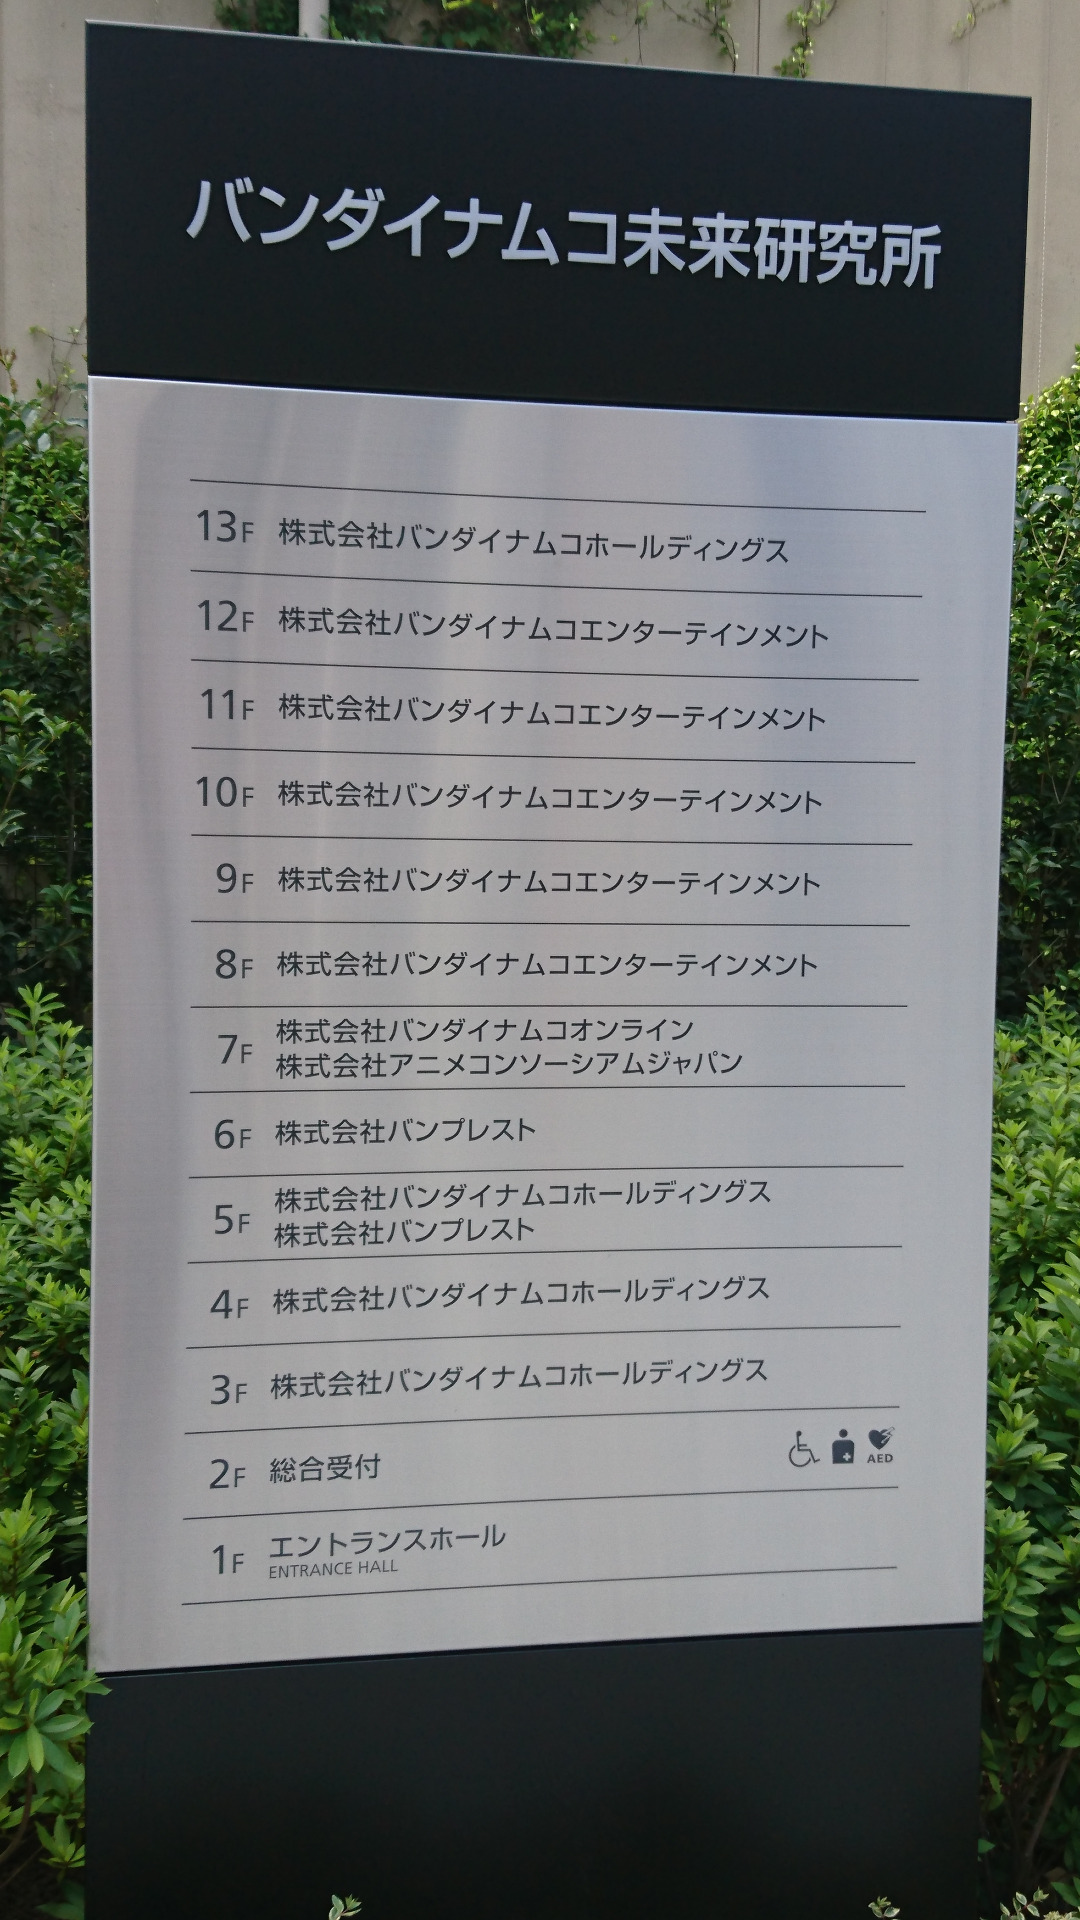 バンダイナムコ未来研究所
13F 株式会社バンダイナムコホールディングス
12F 株式会社バンダイナムコエンターテインメント
11F 株式会社バンダイナムコエンターテインメント
10F 株式会社バンダイナムコエンターテインメント
9F 株式会社バンダイナムコエンターテインメント
8F 株式会社バンダイナムコエンターテインメント
7F 株式会社バンダイナムコオンライン
株式会社アニメコンソーシアムジャパン
6F 株式会社バンプレスト
5F 株式会社バンダイナムコホールディングス
株式会社バンプレスト
4F 株式会社バンダイナムコホールディングス
3F 株式会社バンダイナムコホールディングス
2F 総合受付 AED
1F エントランスホール
ENTRANCE HALL